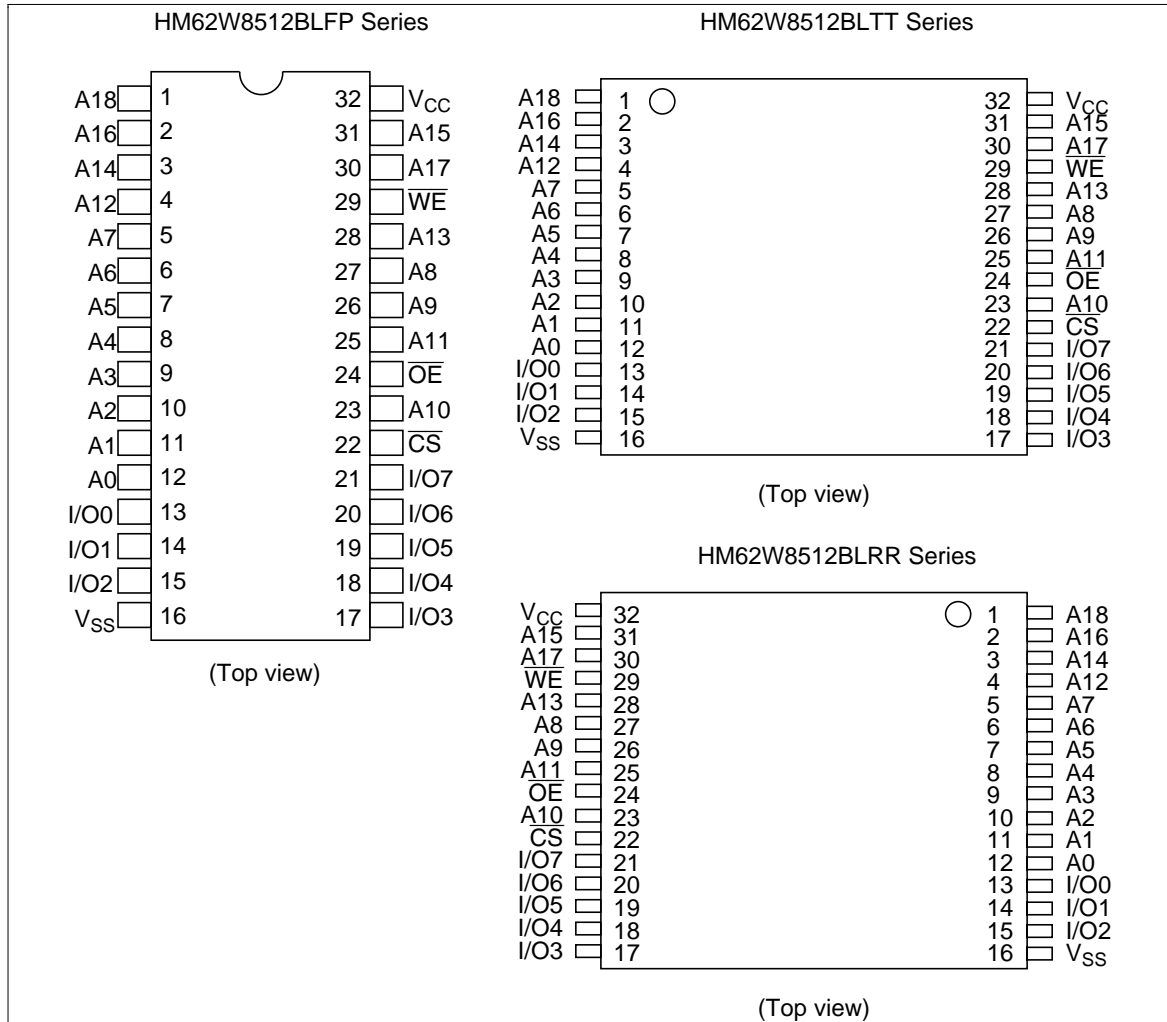 HM62W8512BLFP Series
A18 1 32 VCC
A16 2 31 A15
A14 3 30 A17
A12 4 29 WE
A7 5 28 A13
A6 6 27 A8
A5 7 26 A9
A4 8 25 A11
A3 9 24 OE
A2 10 23 A10
A1 11 22 CS
A0 12 21 I/O7
I/O0 13 20 I/O6
I/O1 14 19 I/O5
I/O2 15 18 I/O4
VSS 16 17 I/O3
(Top view)
HM62W8512BLTT Series
A18 1 32 VCC
A16 2 31 A15
A14 3 30 A17
A12 4 29 WE
A7 5 28 A13
A6 6 27 A8
A5 7 26 A9
A4 8 25 A11
A3 9 24 OE
A2 10 23 A10
A1 11 22 CS
A0 12 21 I/O7
I/O0 13 20 I/O6
I/O1 14 19 I/O5
I/O2 15 18 I/O4
VSS 16 17 I/O3
(Top view)
HM62W8512BLRR Series
VCC 32 1 A18
A15 31 2 A16
A17 30 3 A14
WE 29 4 A12
A13 28 5 A7
A8 27 6 A6
A9 26 7 A5
A11 25 8 A4
OE 24 9 A3
A10 23 10 A2
CS 22 11 A1
I/O7 21 12 A0
I/O6 20 13 I/O0
I/O5 19 14 I/O1
I/O4 18 15 I/O2
I/O3 17 16 VSS
(Top view)